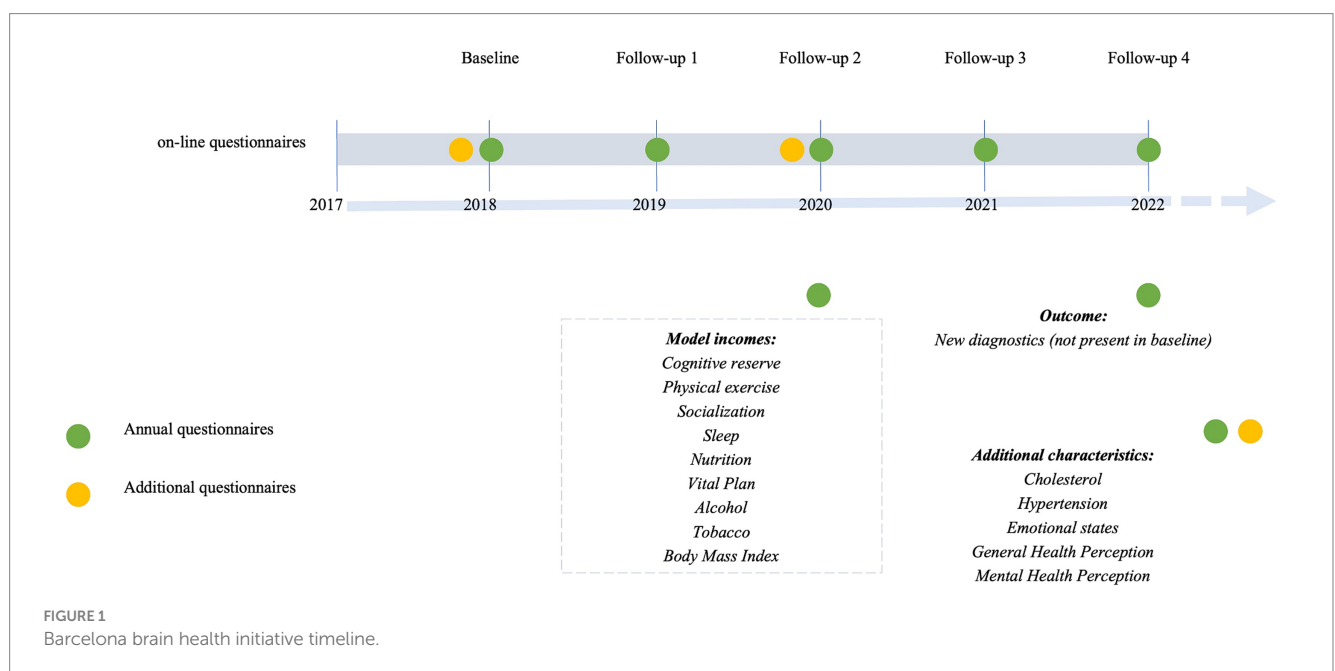 Baseline Follow-up 1 Follow-up 2 Follow-up 3 Follow-up 4
on-line questionnaires
2017 2018 2019 2020 2021 2022
Model incomes:
Cognitive reserve
Physical exercise
Socialization
Sleep
Nutrition
Vital Plan
Alcohol
Tobacco
Body Mass Index
Outcome:
New diagnostics (not present in baseline)
Additional characteristics:
Cholesterol
Hypertension
Emotional states
General Health Perception
Mental Health Perception
Annual questionnaires
Additional questionnaires
FIGURE 1
Barcelona brain health initiative timeline.